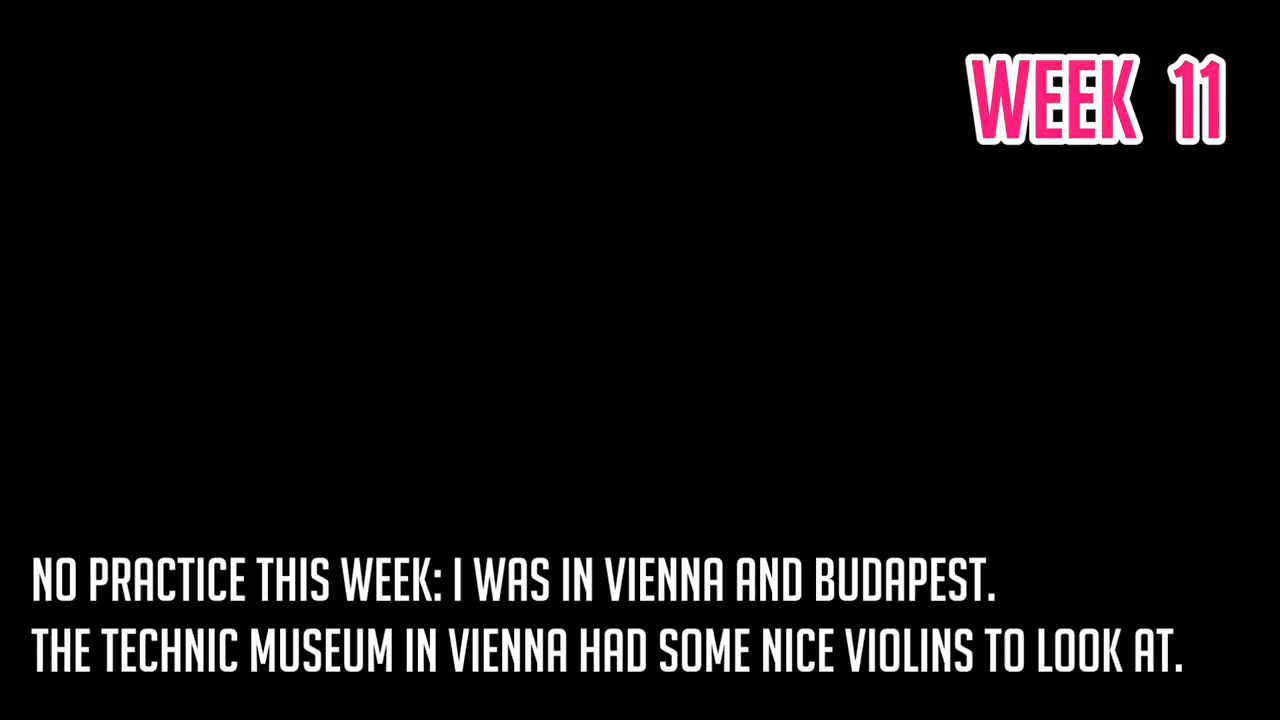 WEEK 11
NO PRACTICE THIS WEEK: I WAS IN VIENNA AND BUDAPEST.
THE TECHNIC MUSEUM IN VIENNA HAD SOME NICE VIOLINS TO LOOK AT.